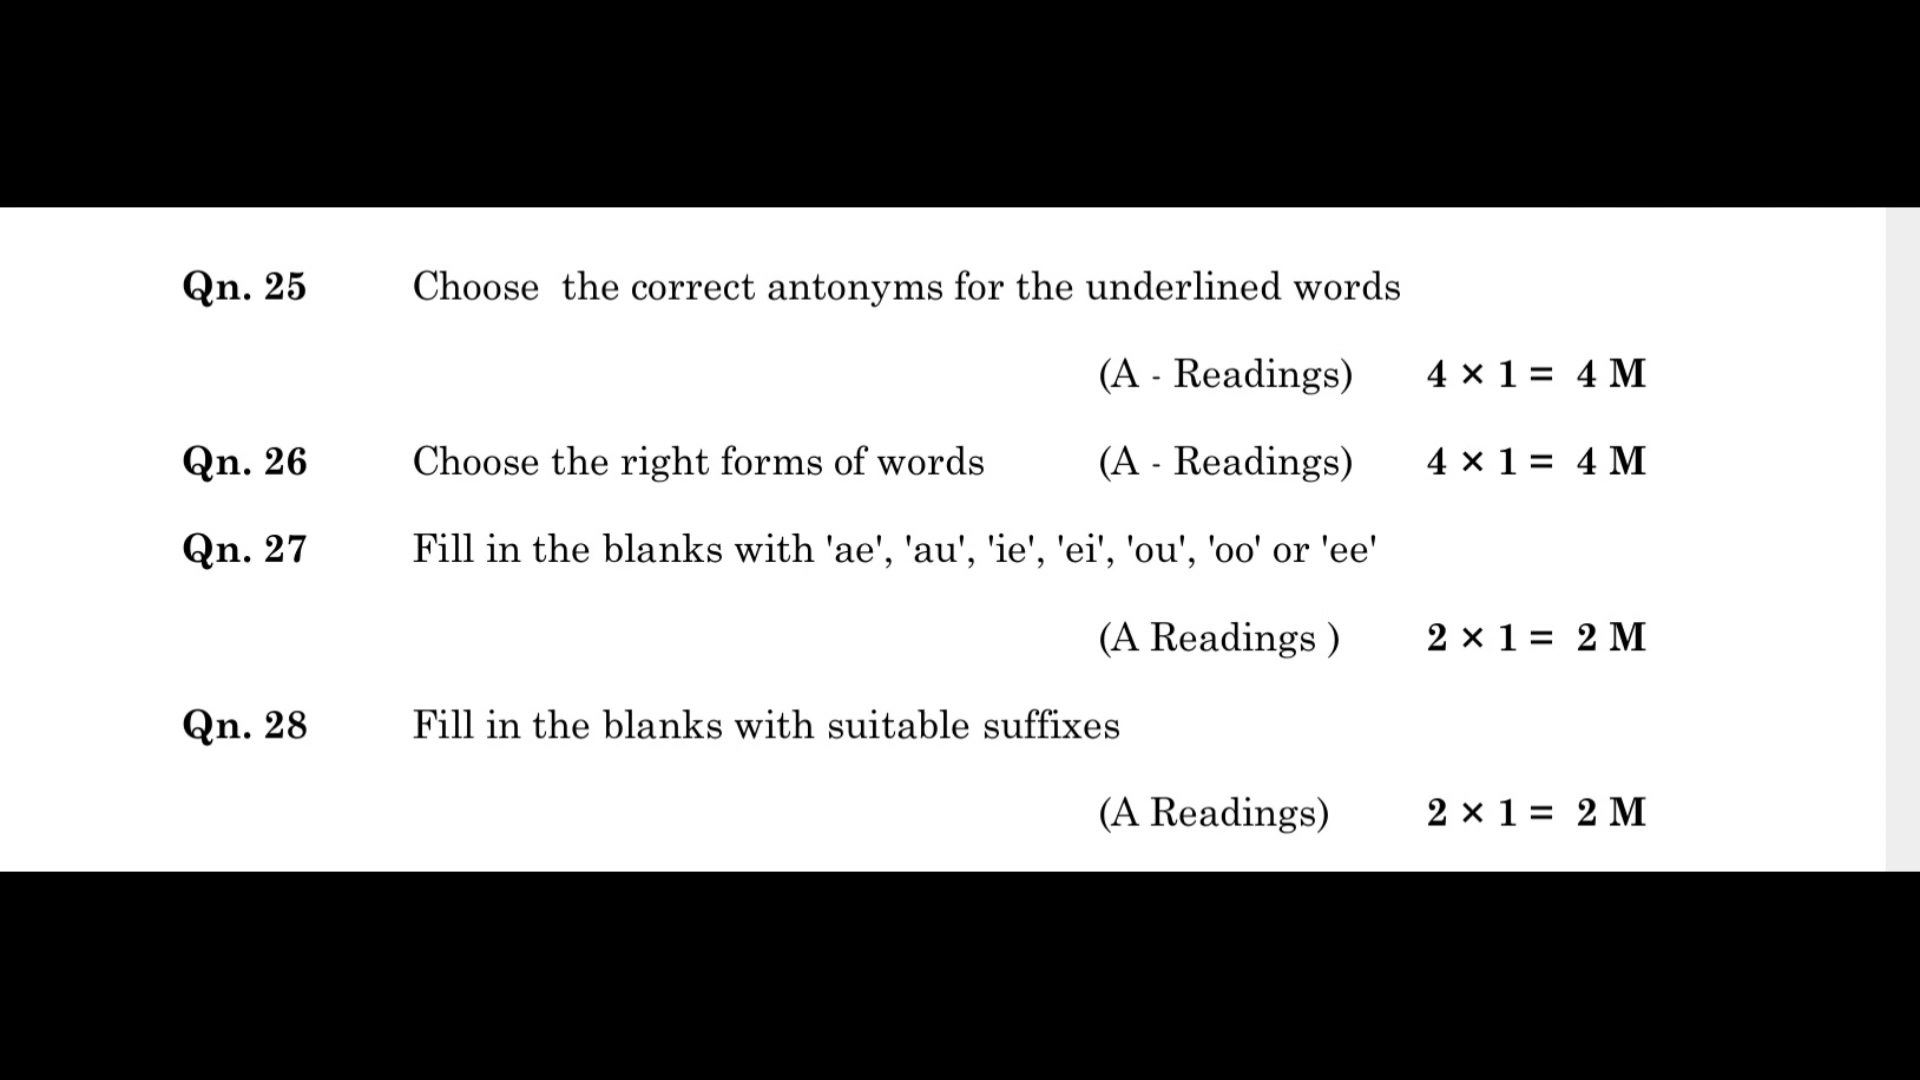 Qn. 25 Choose the correct antonyms for the underlined words
(A - Readings) 4 × 1 = 4 M
Qn. 26 Choose the right forms of words (A - Readings) 4 × 1 = 4 M
Qn. 27 Fill in the blanks with 'ae', 'au', 'ie', 'ei', 'ou', 'oo' or 'ee'
(A Readings ) 2 × 1 = 2 M
Qn. 28 Fill in the blanks with suitable suffixes
(A Readings) 2 × 1 = 2 M